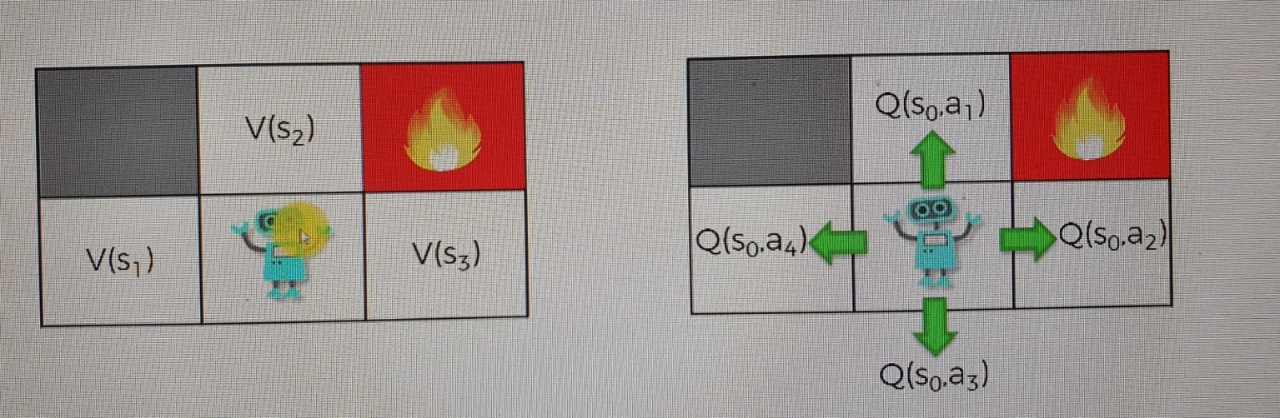 V(s₂)
V(s₁)
V(s₃)
Q(s₀,a₁)
Q(s₀,a₄)
Q(s₀,a₂)
Q(s₀,a₃)